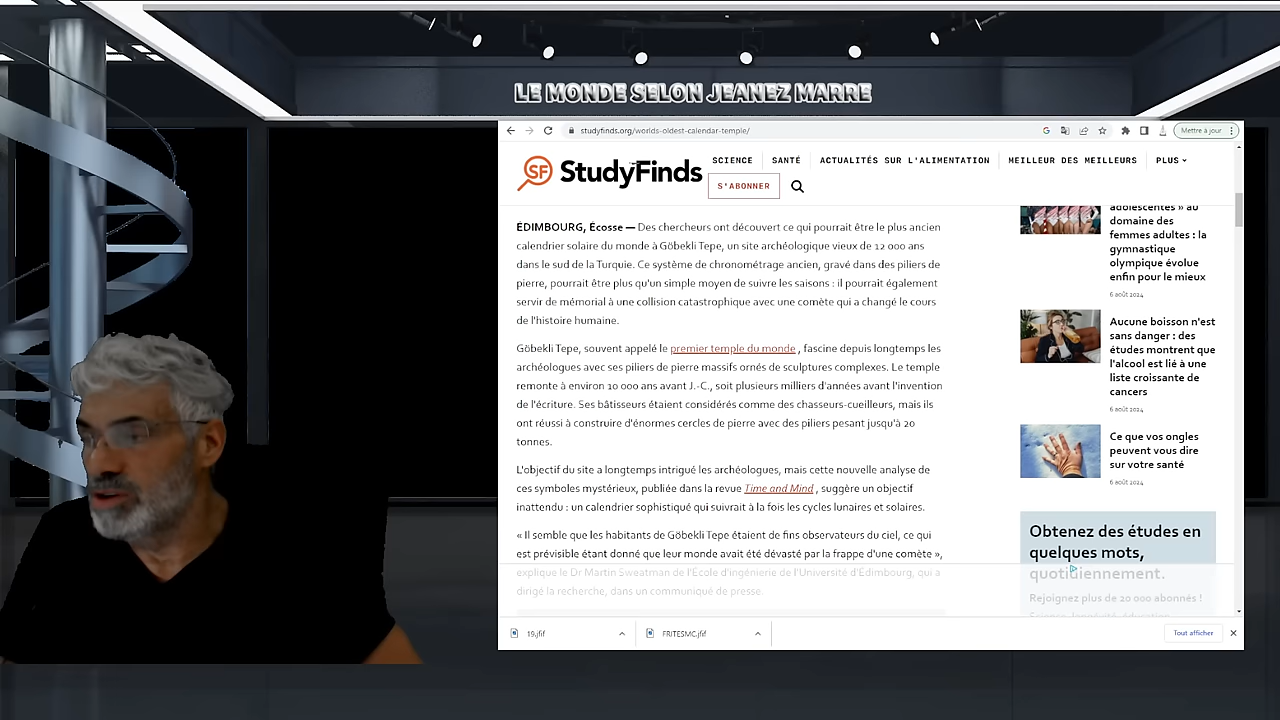 LE MONDE SELON JEANEZ MARRE
studyfinds.org/worlds-oldest-calendar-temple/
Mettre à jour
SF StudyFinds
SCIENCE SANTÉ ACTUALITÉS SUR L'ALIMENTATION MEILLEUR DES MEILLEURS PLUS
S'ABONNER
ÉDIMBOURG, Écosse — Des chercheurs ont découvert ce qui pourrait être le plus ancien
calendrier solaire du monde à Göbekli Tepe, un site archéologique vieux de 12 000 ans
dans le sud de la Turquie. Ce système de chronométrage ancien, gravé dans des piliers de
pierre, pourrait être plus qu'un simple moyen de suivre les saisons : il pourrait également
servir de mémorial à une collision catastrophique avec une comète qui a changé le cours
de l'histoire humaine.
Göbekli Tepe, souvent appelé le premier temple du monde , fascine depuis longtemps les
archéologues avec ses piliers de pierre massifs ornés de sculptures complexes. Le temple
remonte à environ 10 000 ans avant J.-C., soit plusieurs milliers d'années avant l'invention
de l'écriture. Ses bâtisseurs étaient considérés comme des chasseurs-cueilleurs, mais ils
ont réussi à construire d'énormes cercles de pierre avec des piliers pesant jusqu'à 20
tonnes.
L'objectif du site a longtemps intrigué les archéologues, mais cette nouvelle analyse de
ces symboles mystérieux, publiée dans la revue Time and Mind , suggère un objectif
inattendu : un calendrier sophistiqué qui suivrait à la fois les cycles lunaires et solaires.
« Il semble que les habitants de Göbekli Tepe étaient de fins observateurs du ciel, ce qui
est prévisible étant donné que leur monde avait été dévasté par la frappe d'une comète »,
explique le Dr Martin Sweatman de l'École d'ingénierie de l'Université d'Édimbourg, qui a
dirigé la recherche, dans un communiqué de presse.
adolescentes » au
domaine des
femmes adultes : la
gymnastique
olympique évolue
enfin pour le mieux
6 août 2024
Aucune boisson n'est
sans danger : des
études montrent que
l'alcool est lié à une
liste croissante de
cancers
6 août 2024
Ce que vos ongles
peuvent vous dire
sur votre santé
6 août 2024
Obtenez des études en
quelques mots,
quotidiennement.
Rejoignez plus de 20 000 abonnés !
19.jfif
FRITESMC.jfif
Tout afficher